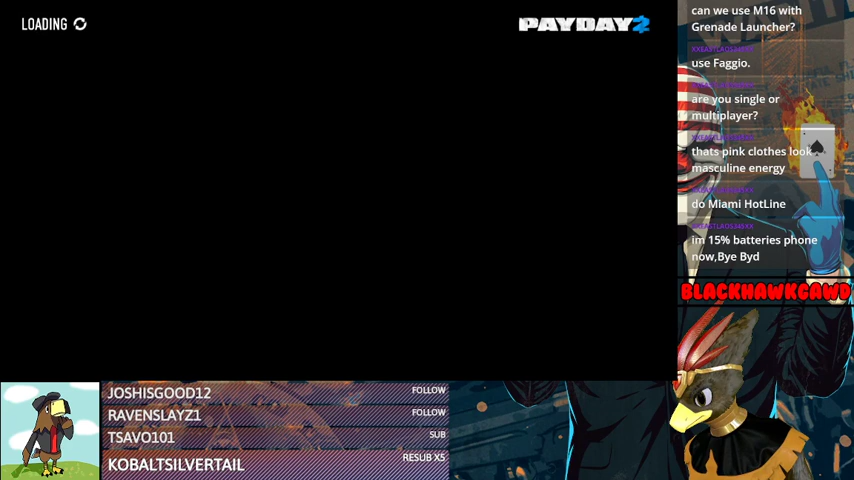 LOADING
PAYDAY2
can we use M16 with
Grenade Launcher?
use Faggio.
are you single or
multiplayer?
thats pink clothes look
masculine energy
do Miami HotLine
im 15% batteries phone
now,Bye Byd
BLACKHAWKGAWD
JOSHISGOOD12 FOLLOW
RAVENSLAYZ1 FOLLOW
TSAVO101 SUB
KOBALTSILVERTAIL RESUB X5